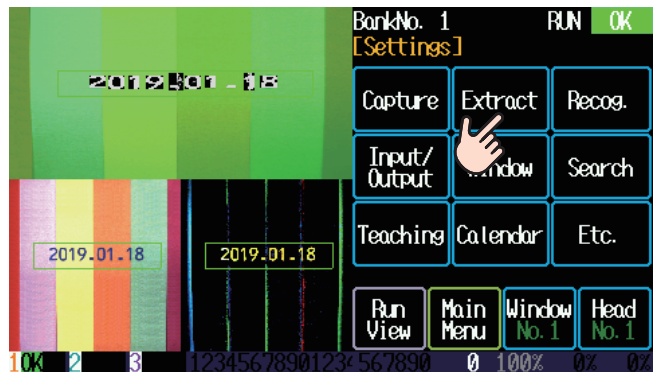 BankNo. 1 RUN OK
[Settings]
2019.01.18
Capture Extract Recog.
Input/Output Window Search
Teaching Calendar Etc.
2019.01.18
2019.01.18
Run View Main Menu Window No. 1 Head No. 1
1OK 2 3 12345678901234567890 0 100% 0% 0%